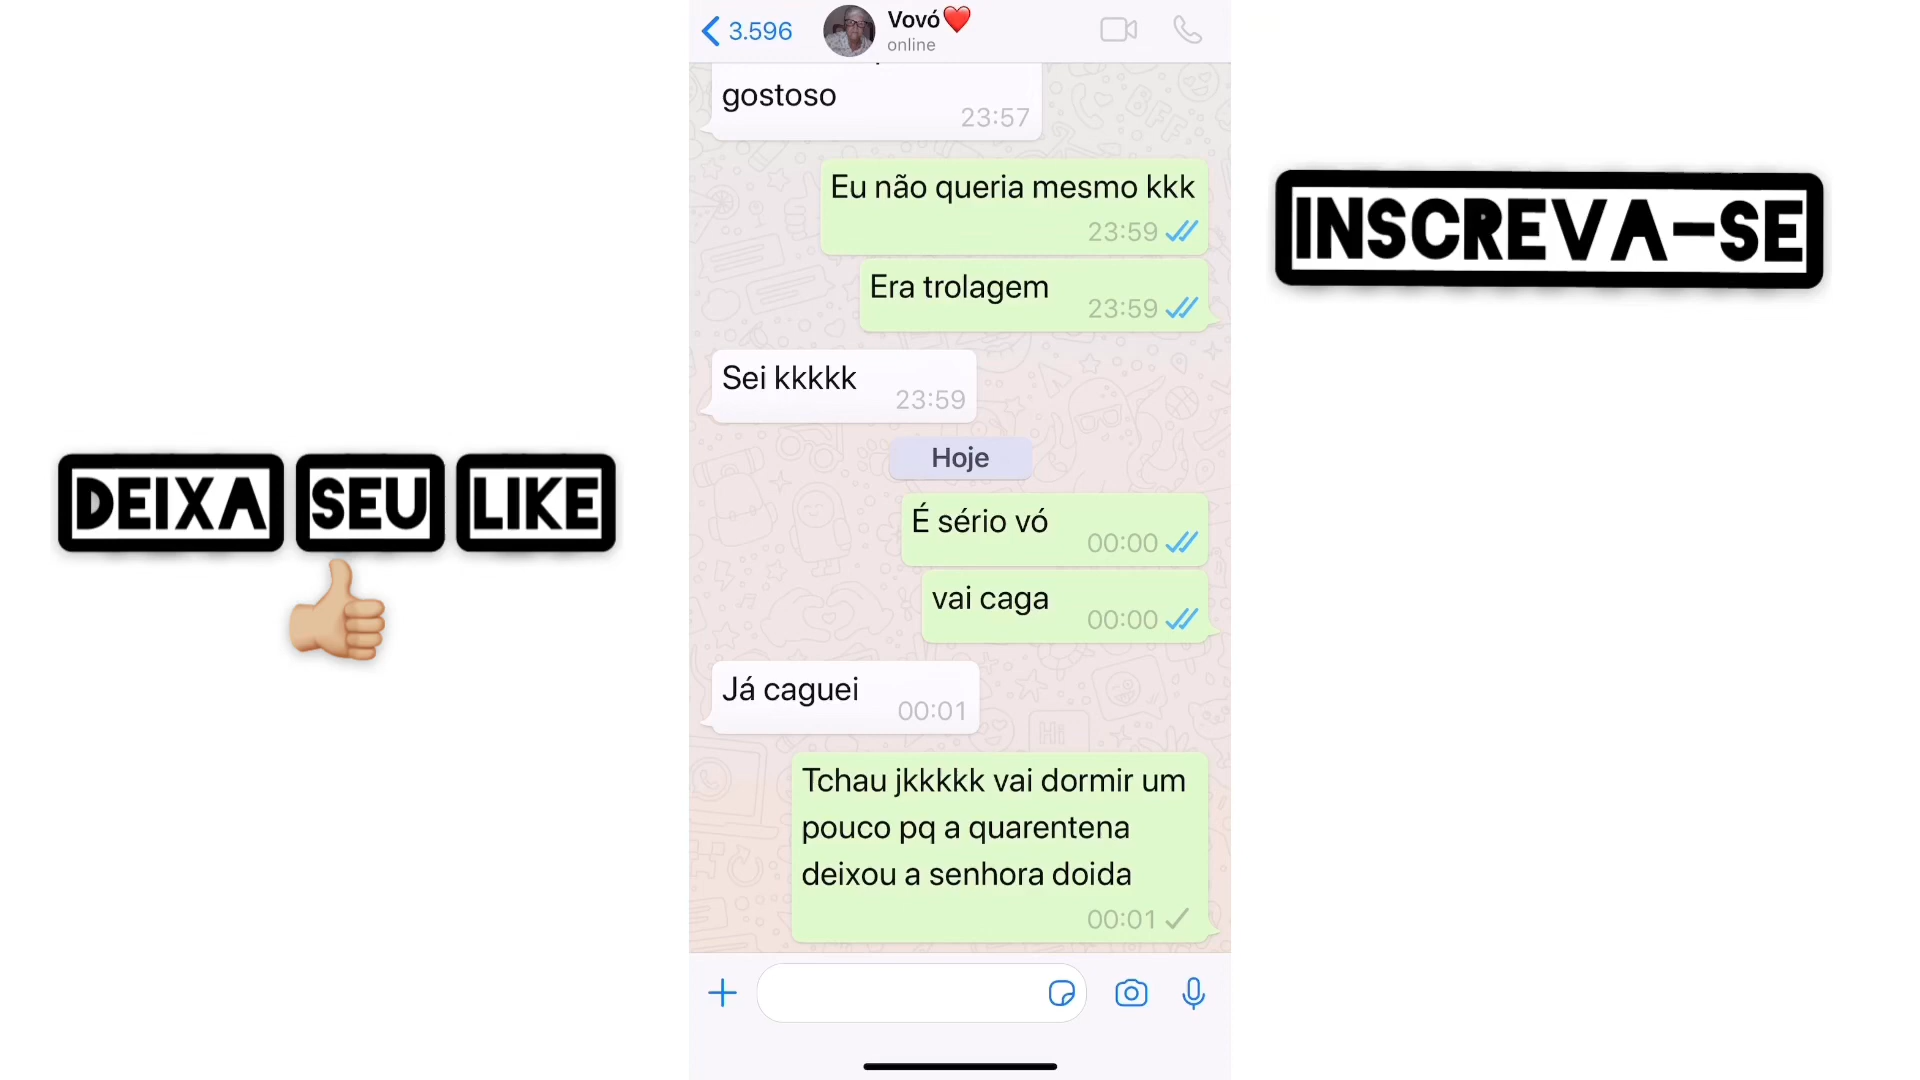 3.596
Vovó❤️
online
gostoso
23:57
Eu não queria mesmo kkk
23:59
Era trolagem
23:59
Sei kkkkk
23:59
Hoje
É sério vó
00:00
vai caga
00:00
Já caguei
00:01
Tchau jkkkkk vai dormir um
pouco pq a quarentena
deixou a senhora doida
00:01
DEIXA SEU LIKE
INSCREVA-SE